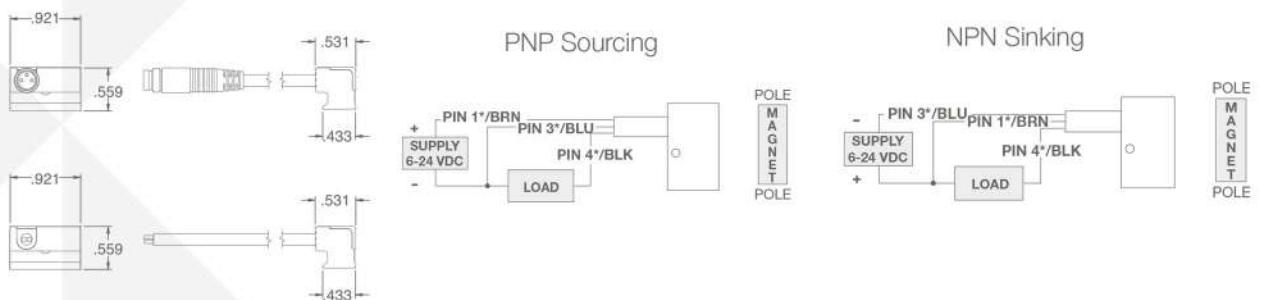 .921
.559
.531
.433
.921
.559
.531
.433
PNP Sourcing
PIN 1*/BRN
PIN 3*/BLU
PIN 4*/BLK
+
SUPPLY
6-24 VDC
-
LOAD
POLE
MAGNET
POLE
NPN Sinking
PIN 3*/BLU
PIN 1*/BRN
PIN 4*/BLK
-
SUPPLY
6-24 VDC
+
LOAD
POLE
MAGNET
POLE